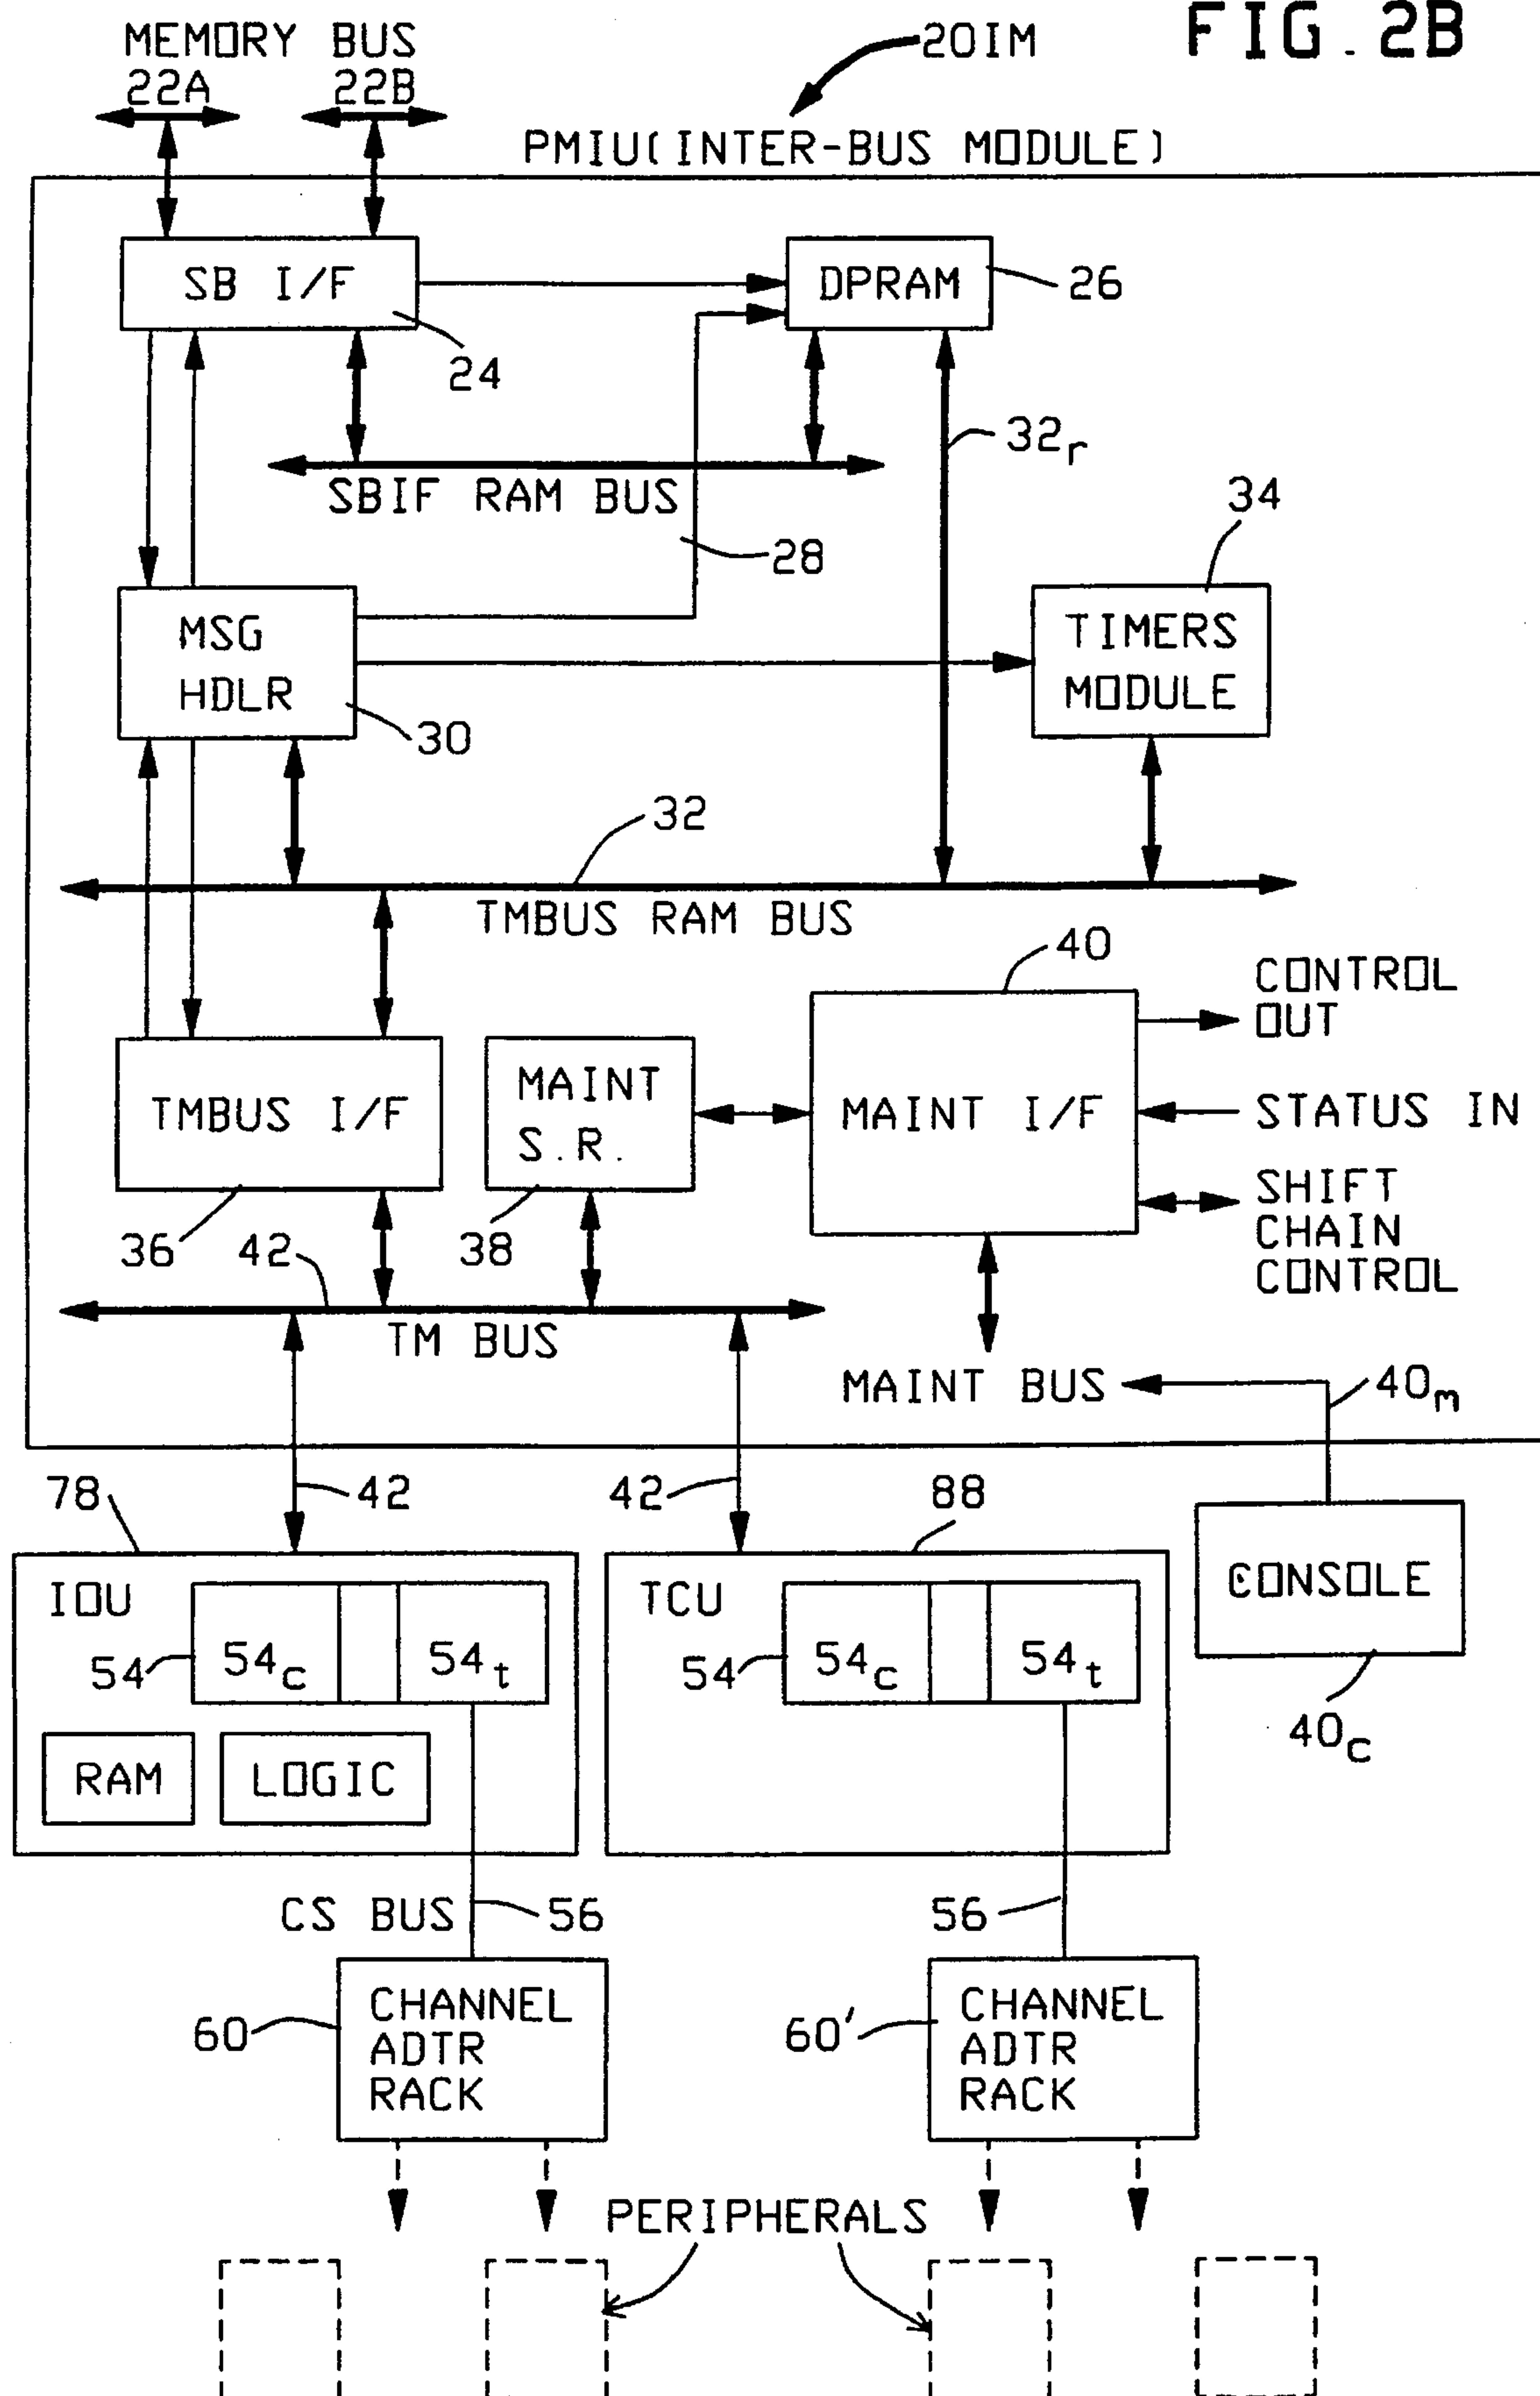 FIG. 2B
MEMORY BUS
22A 22B
20IM
PMIU(INTER-BUS MODULE)
SB I/F
DPRAM
26
24
32r
SBIF RAM BUS
34
28
MSG
HDLR
TIMERS
MODULE
30
32
TMBUS RAM BUS
40
CONTROL
OUT
TMBUS I/F
MAINT
S.R.
MAINT I/F
STATUS IN
SHIFT
CHAIN
CONTROL
36
42
38
TM BUS
MAINT BUS
40m
78
42
42
88
IOU
54
54c
54t
TCU
54
54c
54t
CONSOLE
40c
RAM
LOGIC
CS BUS
56
56
60
CHANNEL
ADTR
RACK
60'
CHANNEL
ADTR
RACK
PERIPHERALS